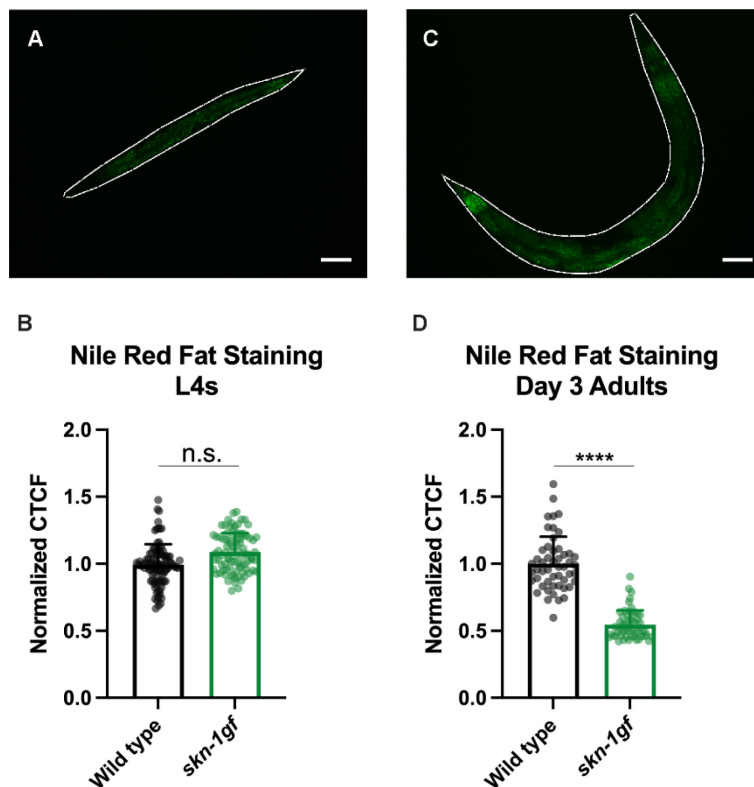 A
C
B
Nile Red Fat Staining
L4s
2.0
1.5
1.0
0.5
0.0
Normalized CTCF
n.s.
Wild type
skn-1gf
D
Nile Red Fat Staining
Day 3 Adults
2.0
1.5
1.0
0.5
0.0
Normalized CTCF
****
Wild type
skn-1gf